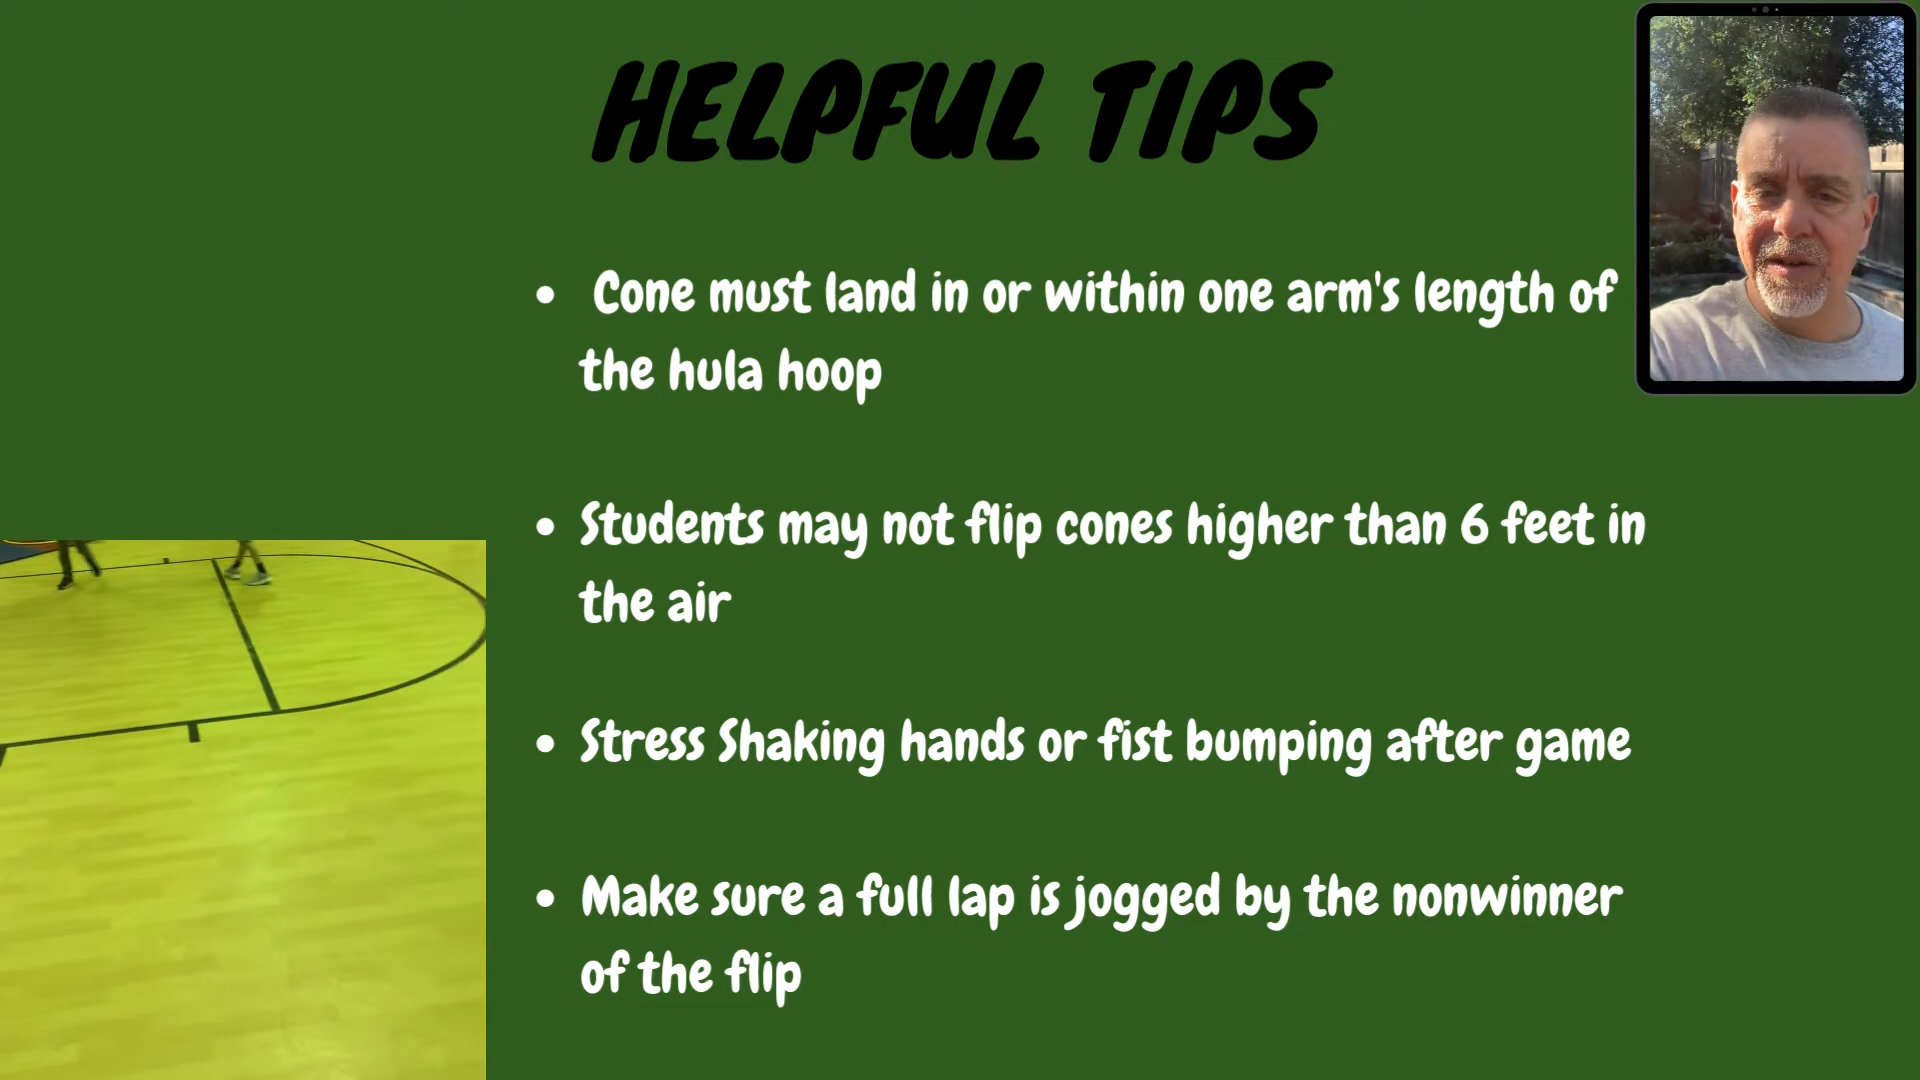 HELPFUL TIPS
• Cone must land in or within one arm's length of
the hula hoop
• Students may not flip cones higher than 6 feet in
the air
• Stress Shaking hands or fist bumping after game
• Make sure a full lap is jogged by the nonwinner
of the flip